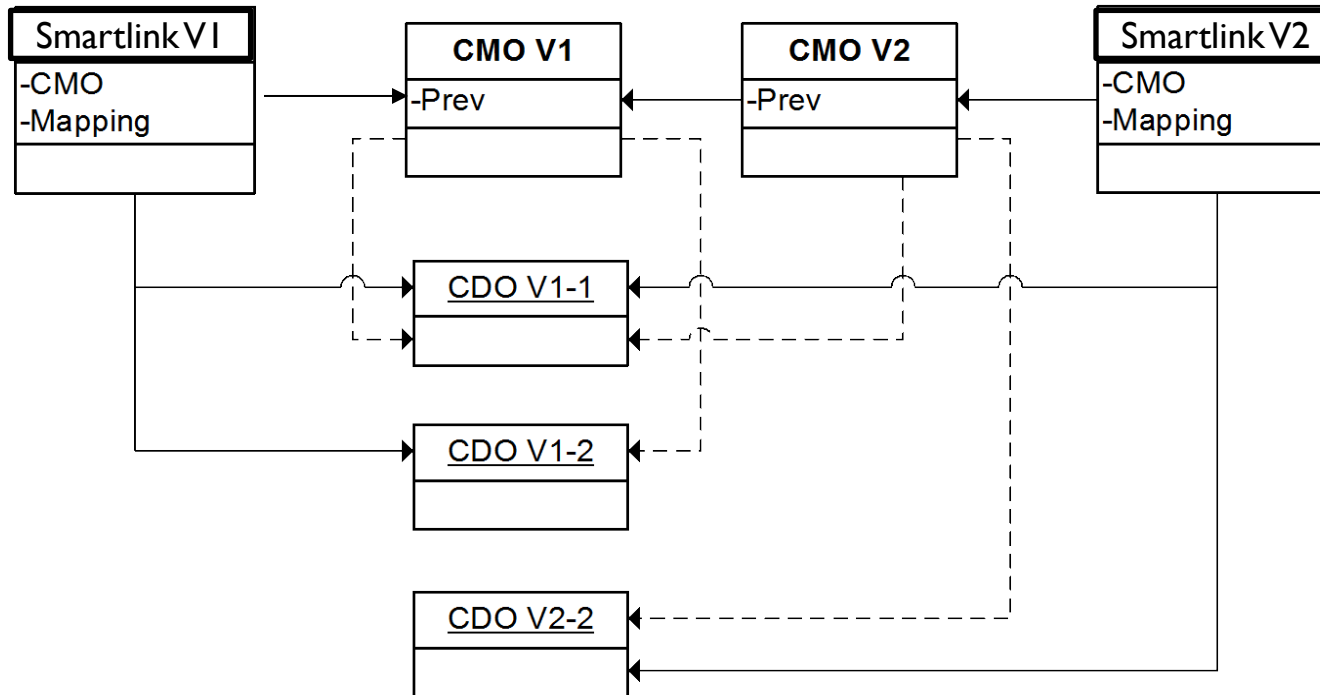 Smartlink V1
-CMO
-Mapping
CMO V1
-Prev
CMO V2
-Prev
Smartlink V2
-CMO
-Mapping
CDO V1-1
CDO V1-2
CDO V2-2